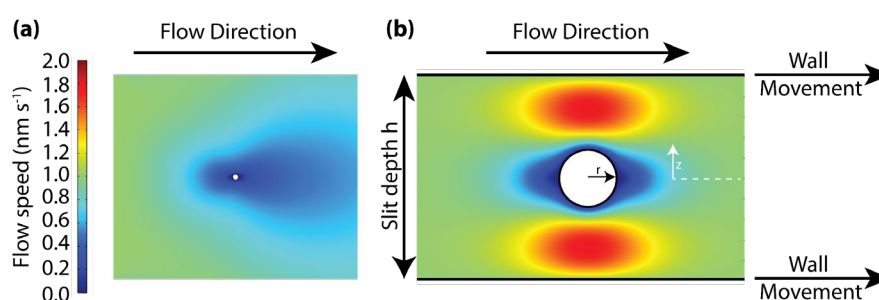 (a)
Flow Direction
Flow speed (nm s⁻¹)
2.0
1.8
1.6
1.4
1.2
1.0
0.8
0.6
0.4
0.2
0.0
(b)
Flow Direction
Slit depth h
r
z
Wall
Movement
Wall
Movement